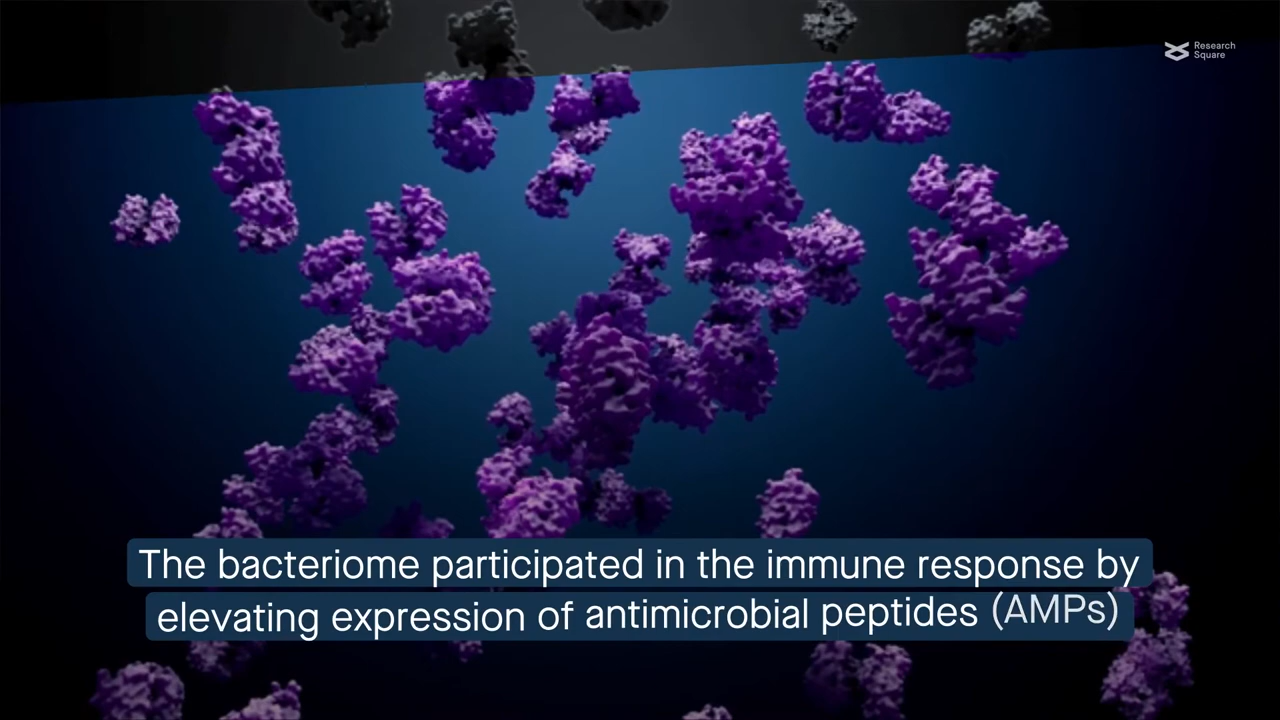 Research
Square
The bacteriome participated in the immune response by
elevating expression of antimicrobial peptides (AMPs)